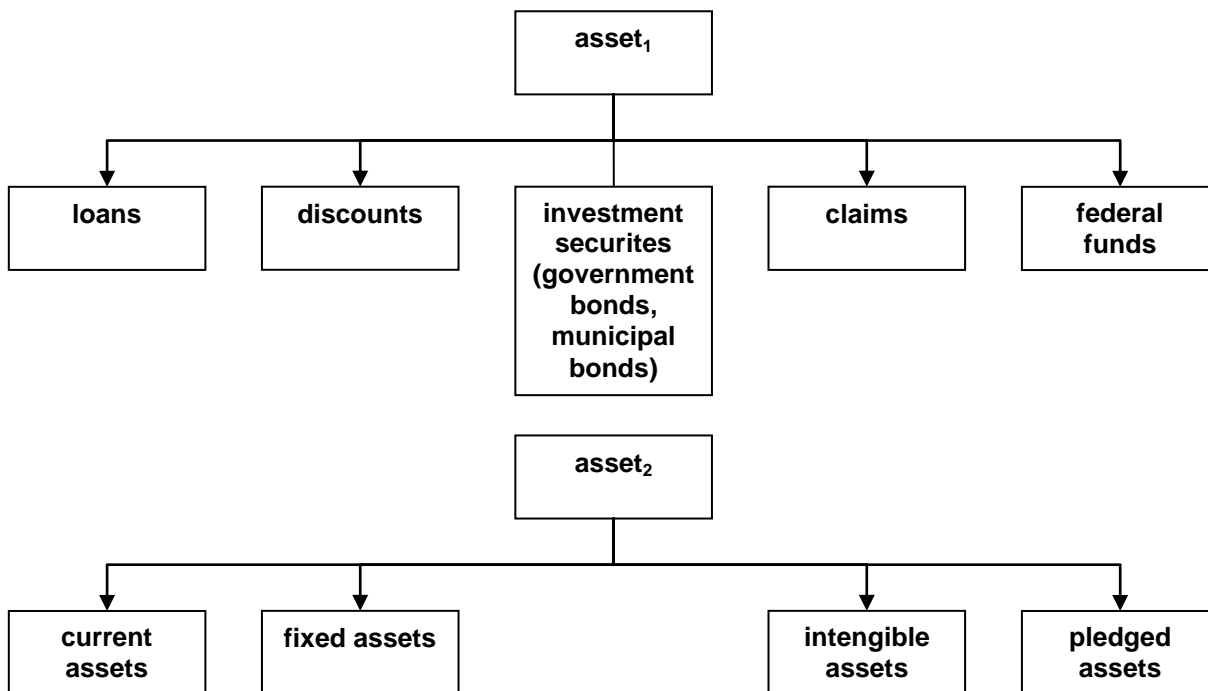 asset₁
loans
discounts
investment
securites
(government
bonds,
municipal
bonds)
claims
federal
funds
asset₂
current
assets
fixed assets
intengible
assets
pledged
assets